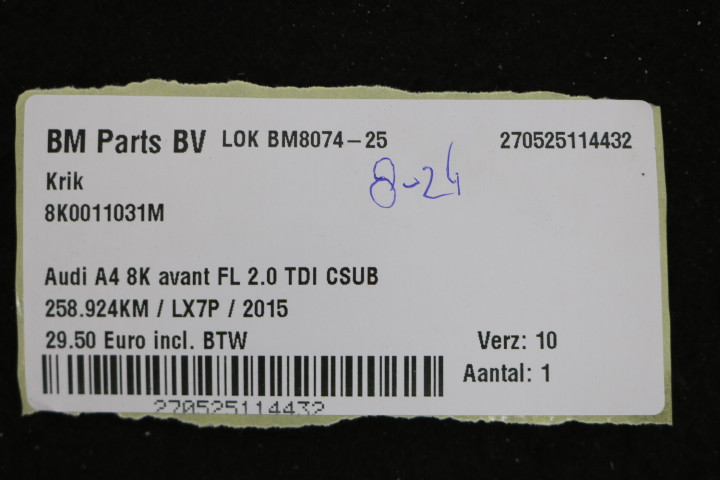 BM Parts BV LOK BM8074-25 270525114432
8-24
Krik
8K0011031M
Audi A4 8K avant FL 2.0 TDI CSUB
258.924KM / LX7P / 2015
29.50 Euro incl. BTW Verz: 10
Aantal: 1
270525114432